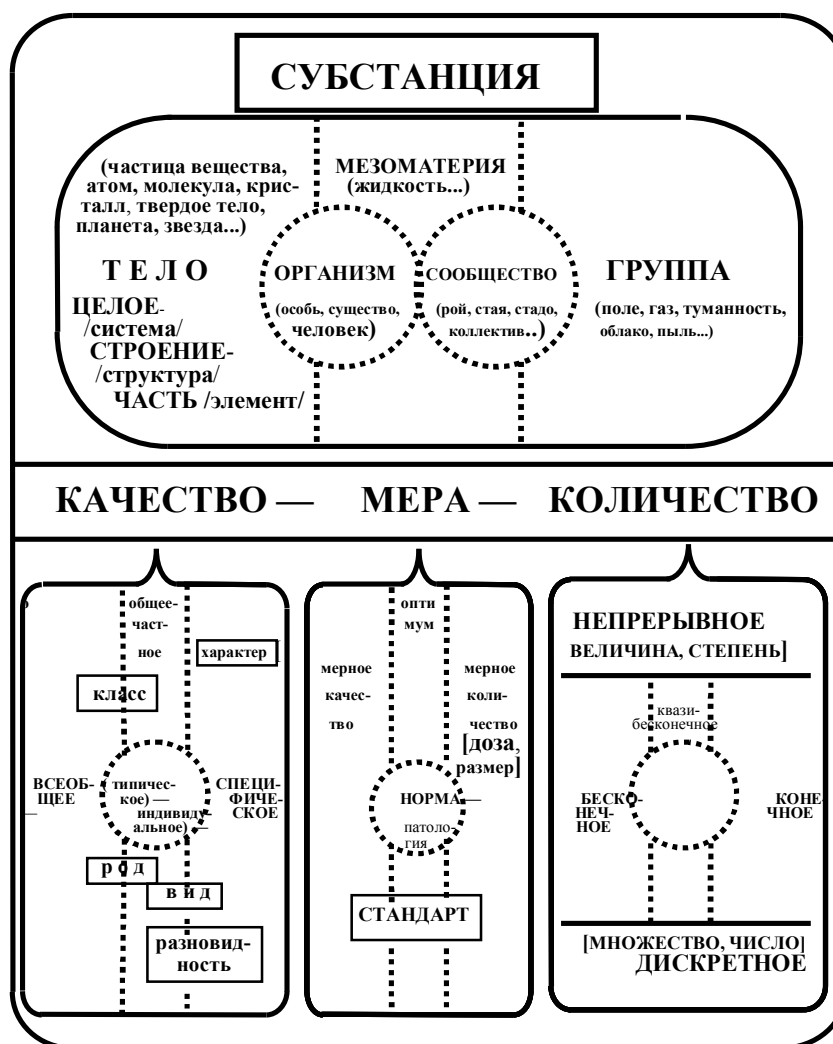 СУБСТАНЦИЯ
(частица вещества,
атом, молекула, крис-
талл, твердое тело,
планета, звезда...)
МЕЗОМАТЕРИЯ
(жидкость...)
Т Е Л О
ЦЕЛОЕ-
/система/
СТРОЕНИЕ-
/структура/
ЧАСТЬ /элемент/
ОРГАНИЗМ
(особь, существо,
человек)
СООБЩЕСТВО
(рой, стая, стадо,
коллектив..)
ГРУППА
(поле, газ, туманность,
облако, пыль...)
КАЧЕСТВО — МЕРА — КОЛИЧЕСТВО
общее-
част-
ное
характер [
класс
ВСЕОБ-
ЩЕЕ
—
( типичес-
кое) —
индивиду-
альное) —
СПЕЦИ-
ФИЧЕ-
СКОЕ
р о д
в и д
разновид-
ность
опти
мум
мерное
качес-
тво
мерное
коли-
чество
[доза,
размер]
НОРМА —
патоло-
гия
СТАНДАРТ
НЕПРЕРЫВНОЕ
ВЕЛИЧИНА, СТЕПЕНЬ]
квази-
бесконечное
БЕСКО-
НЕЧ-
НОЕ
КОНЕ-
ЧНОЕ
[МНОЖЕСТВО, ЧИСЛО]
ДИСКРЕТНОЕ